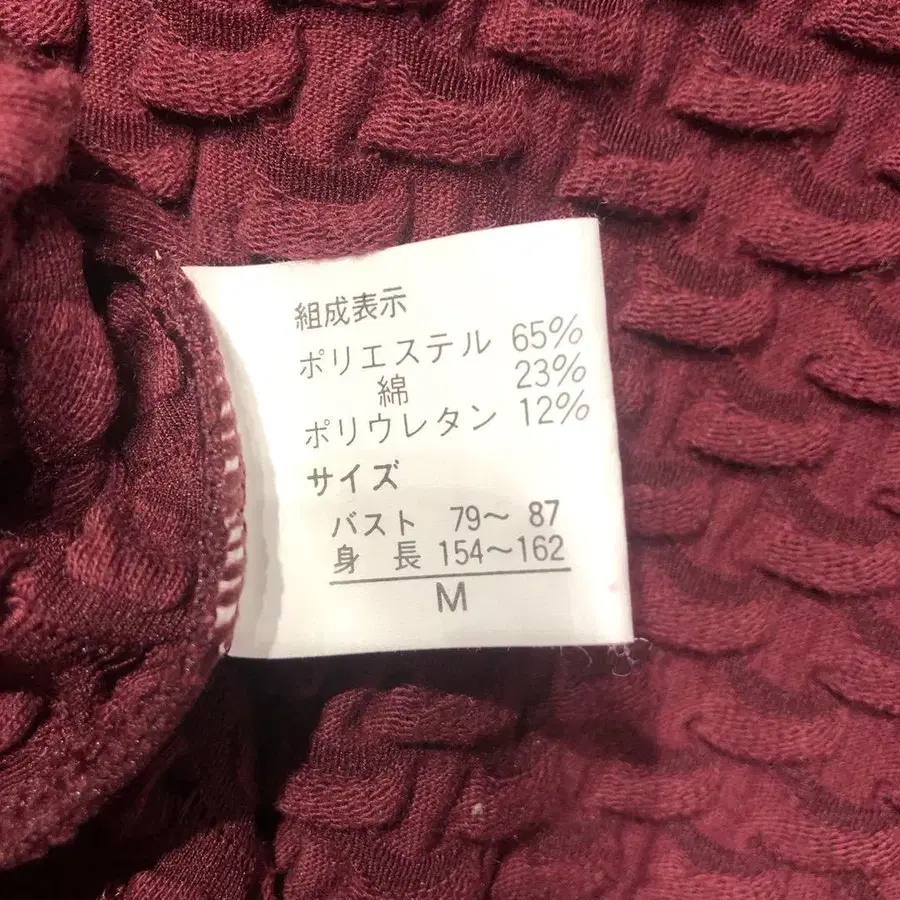 組成表示
ポリエステル 65%
綿 23%
ポリウレタン 12%
サイズ
バスト 79〜 87
身 長 154〜162
M